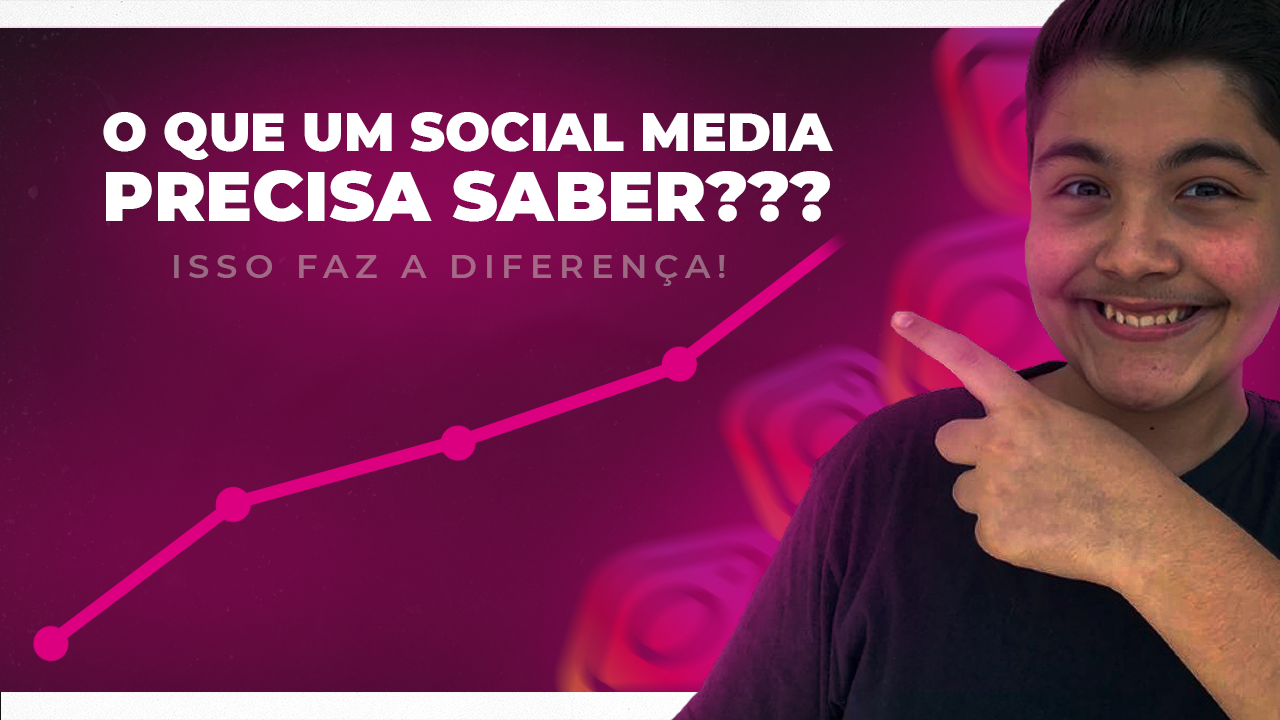 O QUE UM SOCIAL MEDIA
PRECISA SABER???
ISSO FAZ A DIFERENÇA!